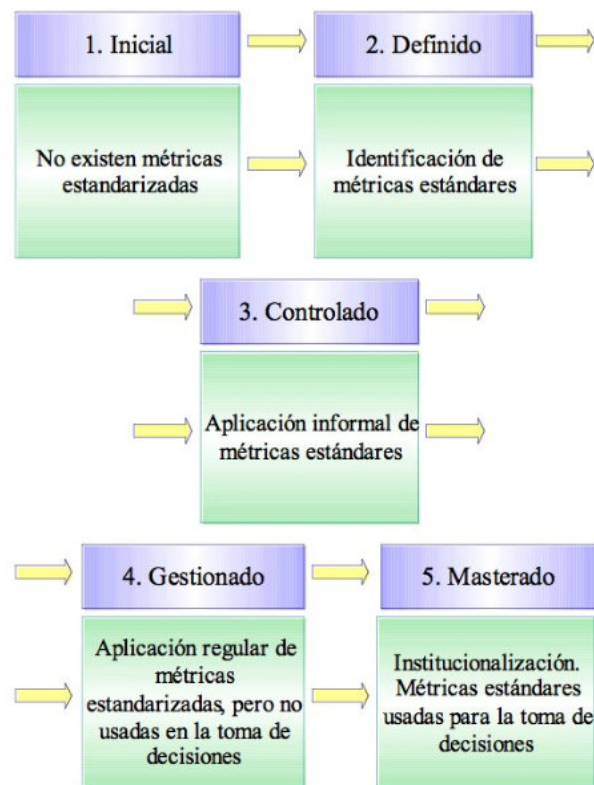 1. Inicial
2. Definido
No existen métricas
estandarizadas
Identificación de
métricas estándares
3. Controlado
Aplicación informal de
métricas estándares
4. Gestionado
5. Masterado
Aplicación regular de
métricas
estandarizadas, pero no
usadas en la toma de
decisiones
Institucionalización.
Métricas estándares
usadas para la toma de
decisiones